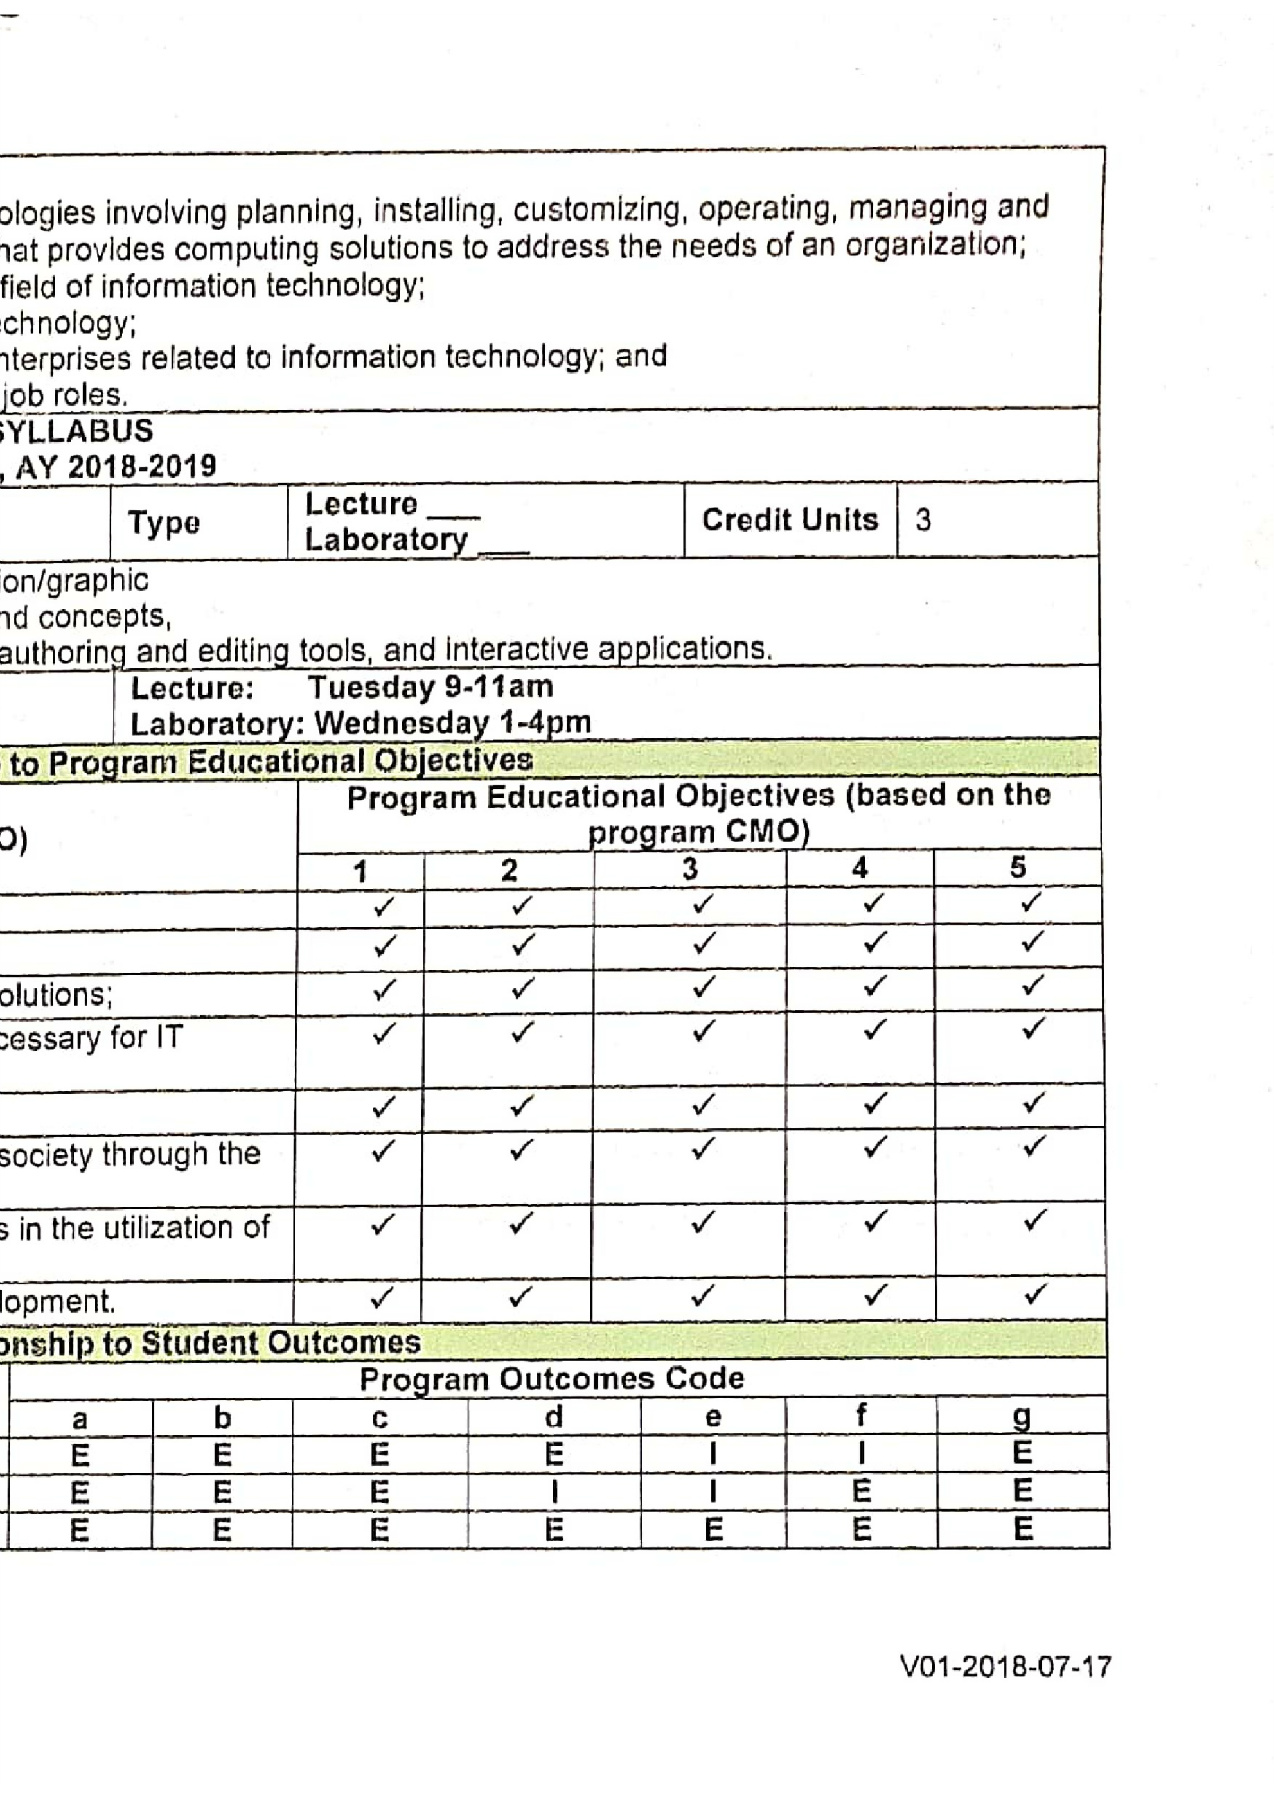 ologies involving planning, installing, customizing, operating, managing and
hat provides computing solutions to address the needs of an organization;
field of information technology;
echnology;
nterprises related to information technology; and
job roles.
SYLLABUS
, AY 2018-2019
Type Lecture ___ Credit Units 3
Laboratory ___
ion/graphic
nd concepts,
authoring and editing tools, and interactive applications.
Lecture: Tuesday 9-11am
Laboratory: Wednesday 1-4pm
to Program Educational Objectives
Program Educational Objectives (based on the
O) program CMO)
1 2 3 4 5
✓ ✓ ✓ ✓ ✓
✓ ✓ ✓ ✓ ✓
olutions; ✓ ✓ ✓ ✓ ✓
cessary for IT ✓ ✓ ✓ ✓ ✓
✓ ✓ ✓ ✓ ✓
society through the ✓ ✓ ✓ ✓ ✓
s in the utilization of ✓ ✓ ✓ ✓ ✓
lopment. ✓ ✓ ✓ ✓ ✓
onship to Student Outcomes
Program Outcomes Code
a b c d e f g
E E E E I I E
E E E I I E E
E E E E E E E
V01-2018-07-17